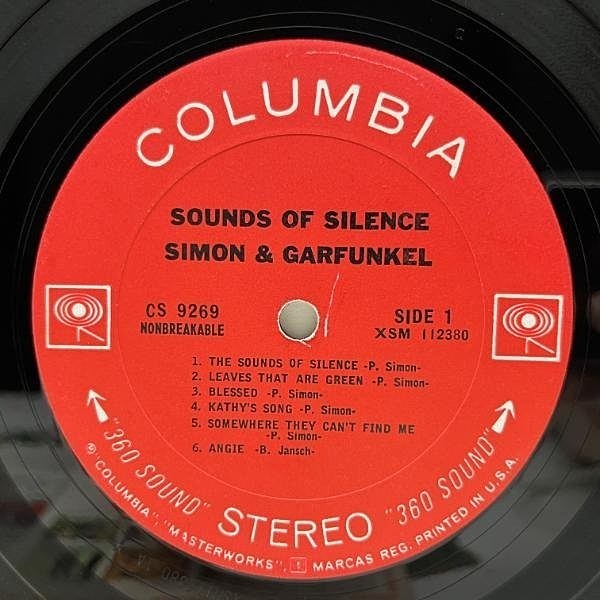 COLUMBIA
SOUNDS OF SILENCE
SIMON & GARFUNKEL
CS 9269
NONBREAKABLE
SIDE 1
XSM 112380
1. THE SOUNDS OF SILENCE -P. Simon-
2. LEAVES THAT ARE GREEN -P. Simon-
3. BLESSED -P. Simon-
4. KATHY'S SONG -P. Simon-
5. SOMEWHERE THEY CAN'T FIND ME
-P. Simon-
6. ANGIE -B. Jansch-
"360 SOUND" STEREO "360 SOUND"
Ⓟ "COLUMBIA", "MASTERWORKS", MARCAS REG. PRINTED IN U.S.A.